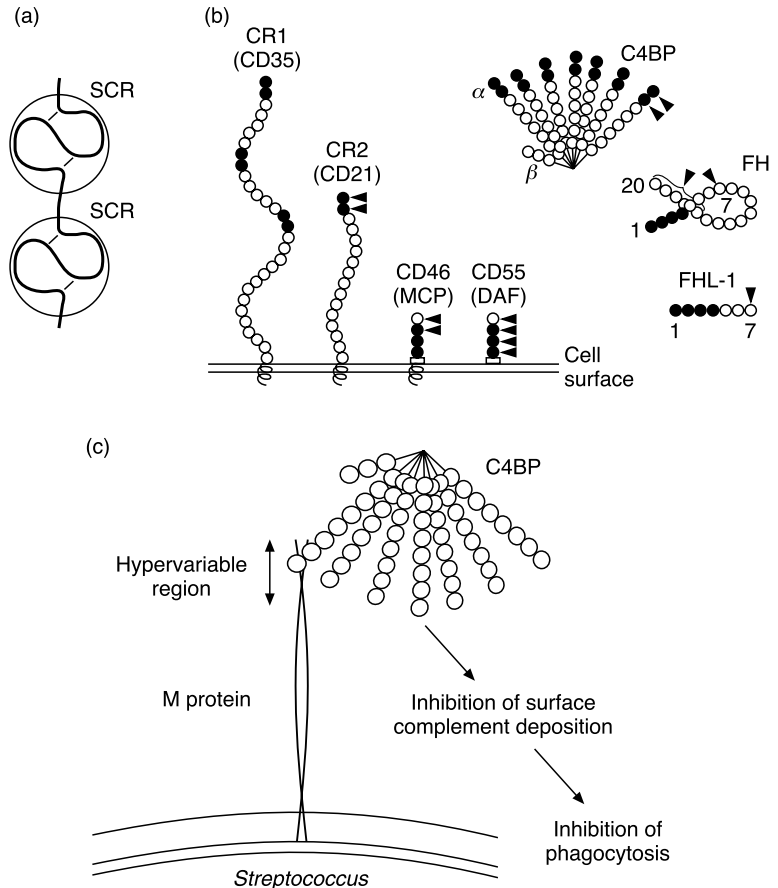 (a)
SCR
SCR
(b)
CR1
(CD35)
CR2
(CD21)
CD46
(MCP)
CD55
(DAF)
Cell
surface
C4BP
α
β
FH
20
7
1
FHL-1
1
7
(c)
C4BP
Hypervariable
region
M protein
Inhibition of surface
complement deposition
Inhibition of
phagocytosis
Streptococcus